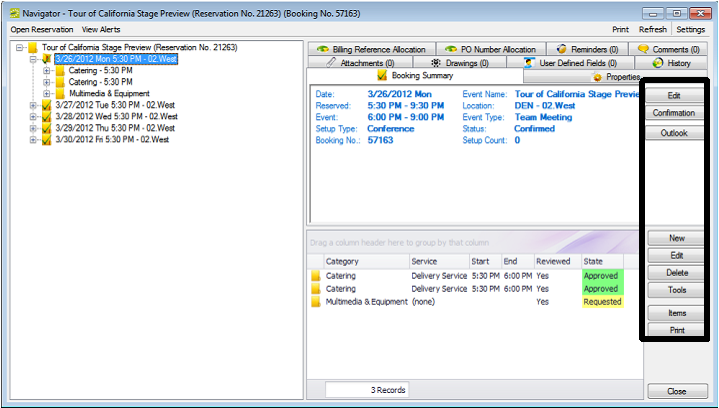 Navigator - Tour of California Stage Preview (Reservation No. 21263) (Booking No. 57163)
Open Reservation View Alerts Print Refresh Settings
Tour of California Stage Preview (Reservation No. 21263)
3/26/2012 Mon 5:30 PM - 02.West
Catering - 5:30 PM
Catering - 5:30 PM
Multimedia & Equipment
3/27/2012 Tue 5:30 PM - 02.West
3/28/2012 Wed 5:30 PM - 02.West
3/29/2012 Thu 5:30 PM - 02.West
3/30/2012 Fri 5:30 PM - 02.West
Billing Reference Allocation PO Number Allocation Reminders (0) Comments (0)
Attachments (0) Drawings (0) User Defined Fields (0) History
Booking Summary Properties
Date: 3/26/2012 Mon Event Name: Tour of California Stage Previe
Reserved: 5:30 PM - 9:30 PM Location: DEN - 02.West
Event: 6:00 PM - 9:00 PM Event Type: Team Meeting
Setup Type: Conference Status: Confirmed
Booking No.: 57163 Setup Count: 0
Edit
Confirmation
Outlook
Drag a column header here to group by that column
Category Service Start End Reviewed State
Catering Delivery Service 5:30 PM 6:00 PM Yes Approved
Catering Delivery Service 5:30 PM 6:00 PM Yes Approved
Multimedia & Equipment (none) Yes Requested
New
Edit
Delete
Tools
Items
Print
3 Records
Close